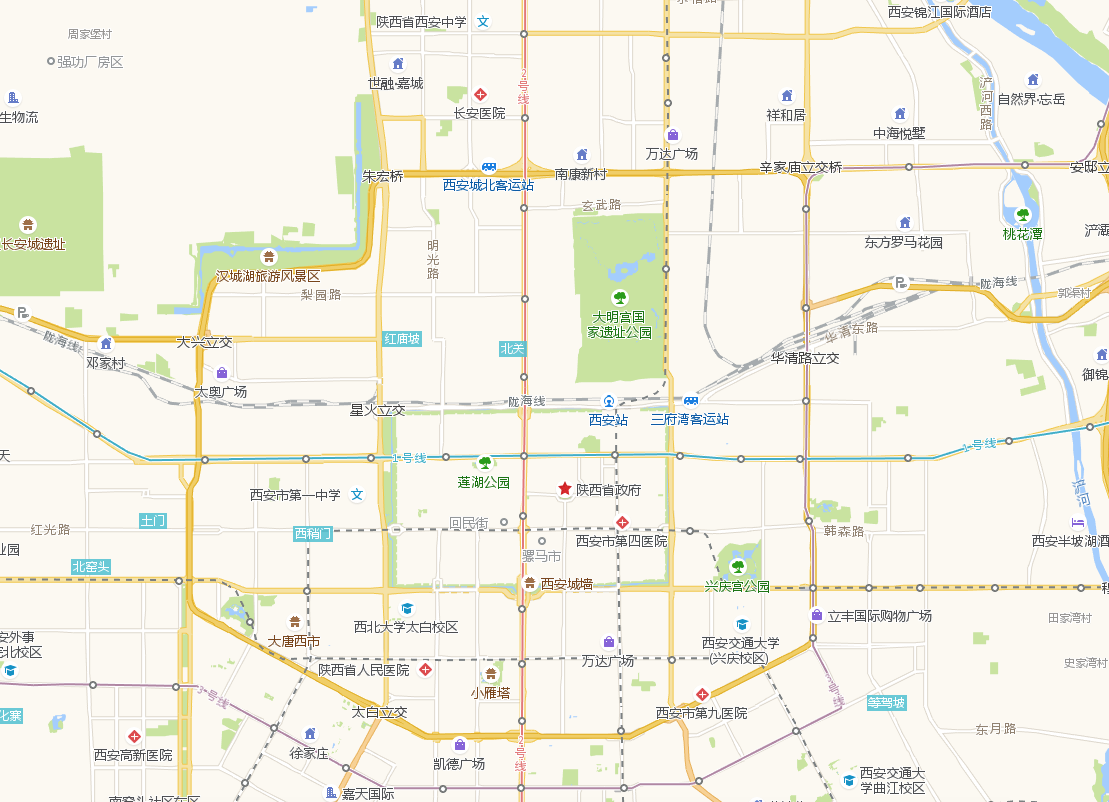 西安锦江国际酒店
陕西省西安中学
周家堡村
强功厂房区
世融·嘉城
2号线
浐河西路
自然界·忘岳
祥和居
生物流
长安医院
中海悦墅
万达广场
辛家庙立交桥
朱宏桥
南康新村
西安城北客运站
玄武路
桃花潭
长安城遗址
明光路
东方罗马花园
汉城湖旅游风景区
梨园路
陇海线
郭渠村
大明宫国
家遗址公园
华清东路
陇海线
大兴立交
红庙坡
北关
邓家村
华清路立交
大奥广场
陇海线
星火立交
西安站
三府湾客运站
1号线
1号线
莲湖公园
陕西省政府
西安市第一中学
土门
回民街
红光路
西稍门
西安市第四医院
韩森路
西安半坡湖酒
骡马市
北窑头
西安城墙
兴庆宫公园
西北大学太白校区
立丰国际购物广场
田家湾村
大唐西市
西安交通大学
(兴庆校区)
万达广场
史家湾村
陕西省人民医院
小雁塔
3号线
等驾坡
太白立交
西安市第九医院
东月路
徐家庄
2号线
西安高新医院
凯德广场
西安交通大
学曲江校区
嘉天国际